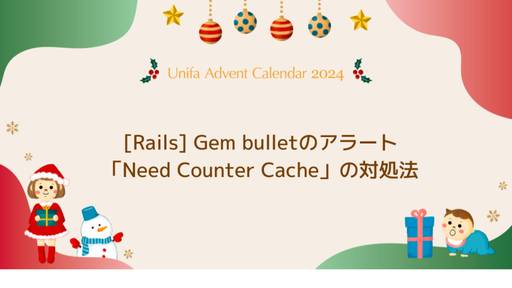 Unifa Advent Calendar 2024
[Rails] Gem bulletのアラート
「Need Counter Cache」の対処法